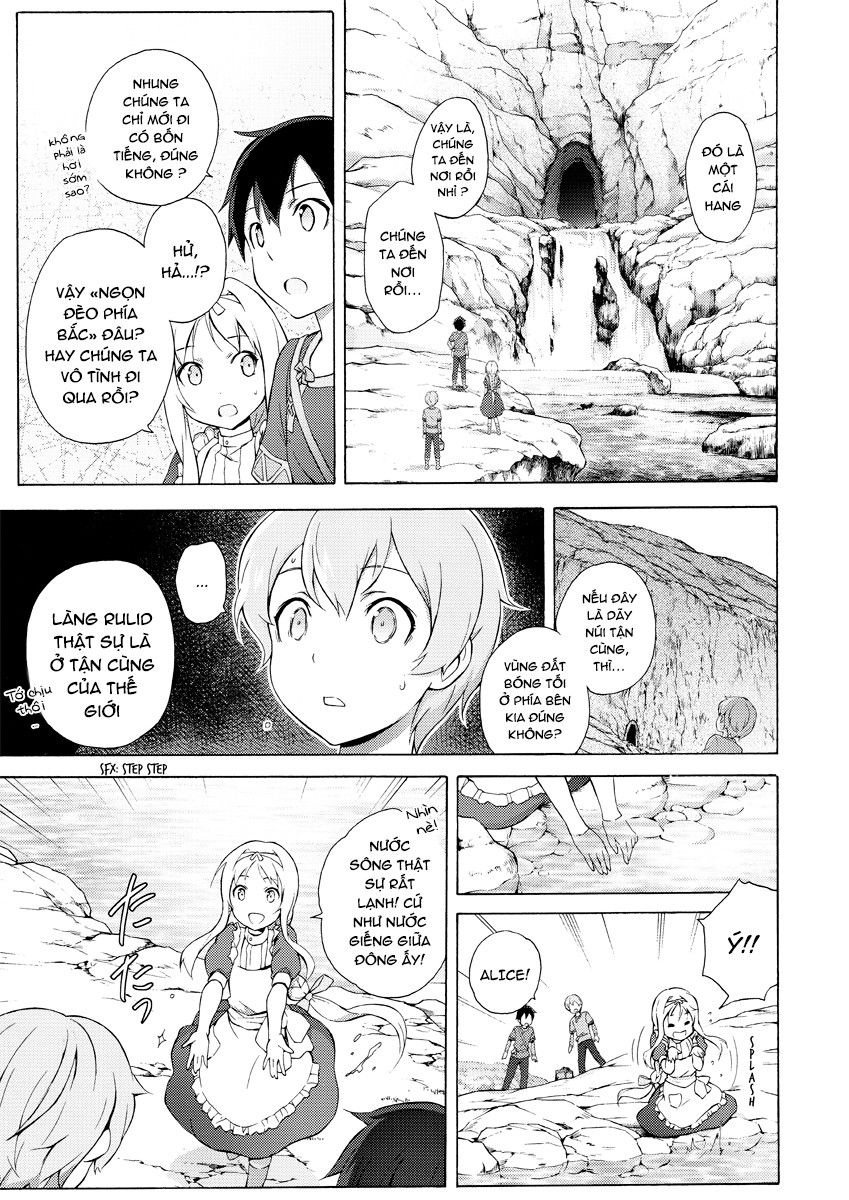 ĐÓ LÀ
MỘT
CÁI
HANG
VẬY LÀ,
CHÚNG
TA ĐẾN
NƠI RỒI
NHỈ ?
CHÚNG
TA ĐẾN
NƠI
RỒI...
NHƯNG
CHÚNG TA
CHỈ MỚI ĐI
CÓ BỐN
TIẾNG, ĐÚNG
KHÔNG ?
không
phải là
hơi
sớm
sao?
HỬ,
HẢ...!?
VẬY «NGỌN
ĐÈO PHÍA
BẮC» ĐÂU?
HAY CHÚNG TA
VÔ TÌNH ĐI
QUA RỒI?
NẾU ĐÂY
LÀ DÃY
NÚI TẬN
CÙNG,
THÌ...
VÙNG ĐẤT
BÓNG TỐI
Ở PHÍA BÊN
KIA ĐÚNG
KHÔNG?
...
LÀNG RULID
THẬT SỰ LÀ
Ở TẬN CÙNG
CỦA THẾ
GIỚI
Tớ chịu
thôi
...
SFX: STEP STEP
Ý!!
ALICE!
SPLASH
Nhìn
nè!
NƯỚC
SÔNG THẬT
SỰ RẤT
LẠNH! CỨ
NHƯ NƯỚC
GIẾNG GIỮA
ĐÔNG ẤY!
たたっ